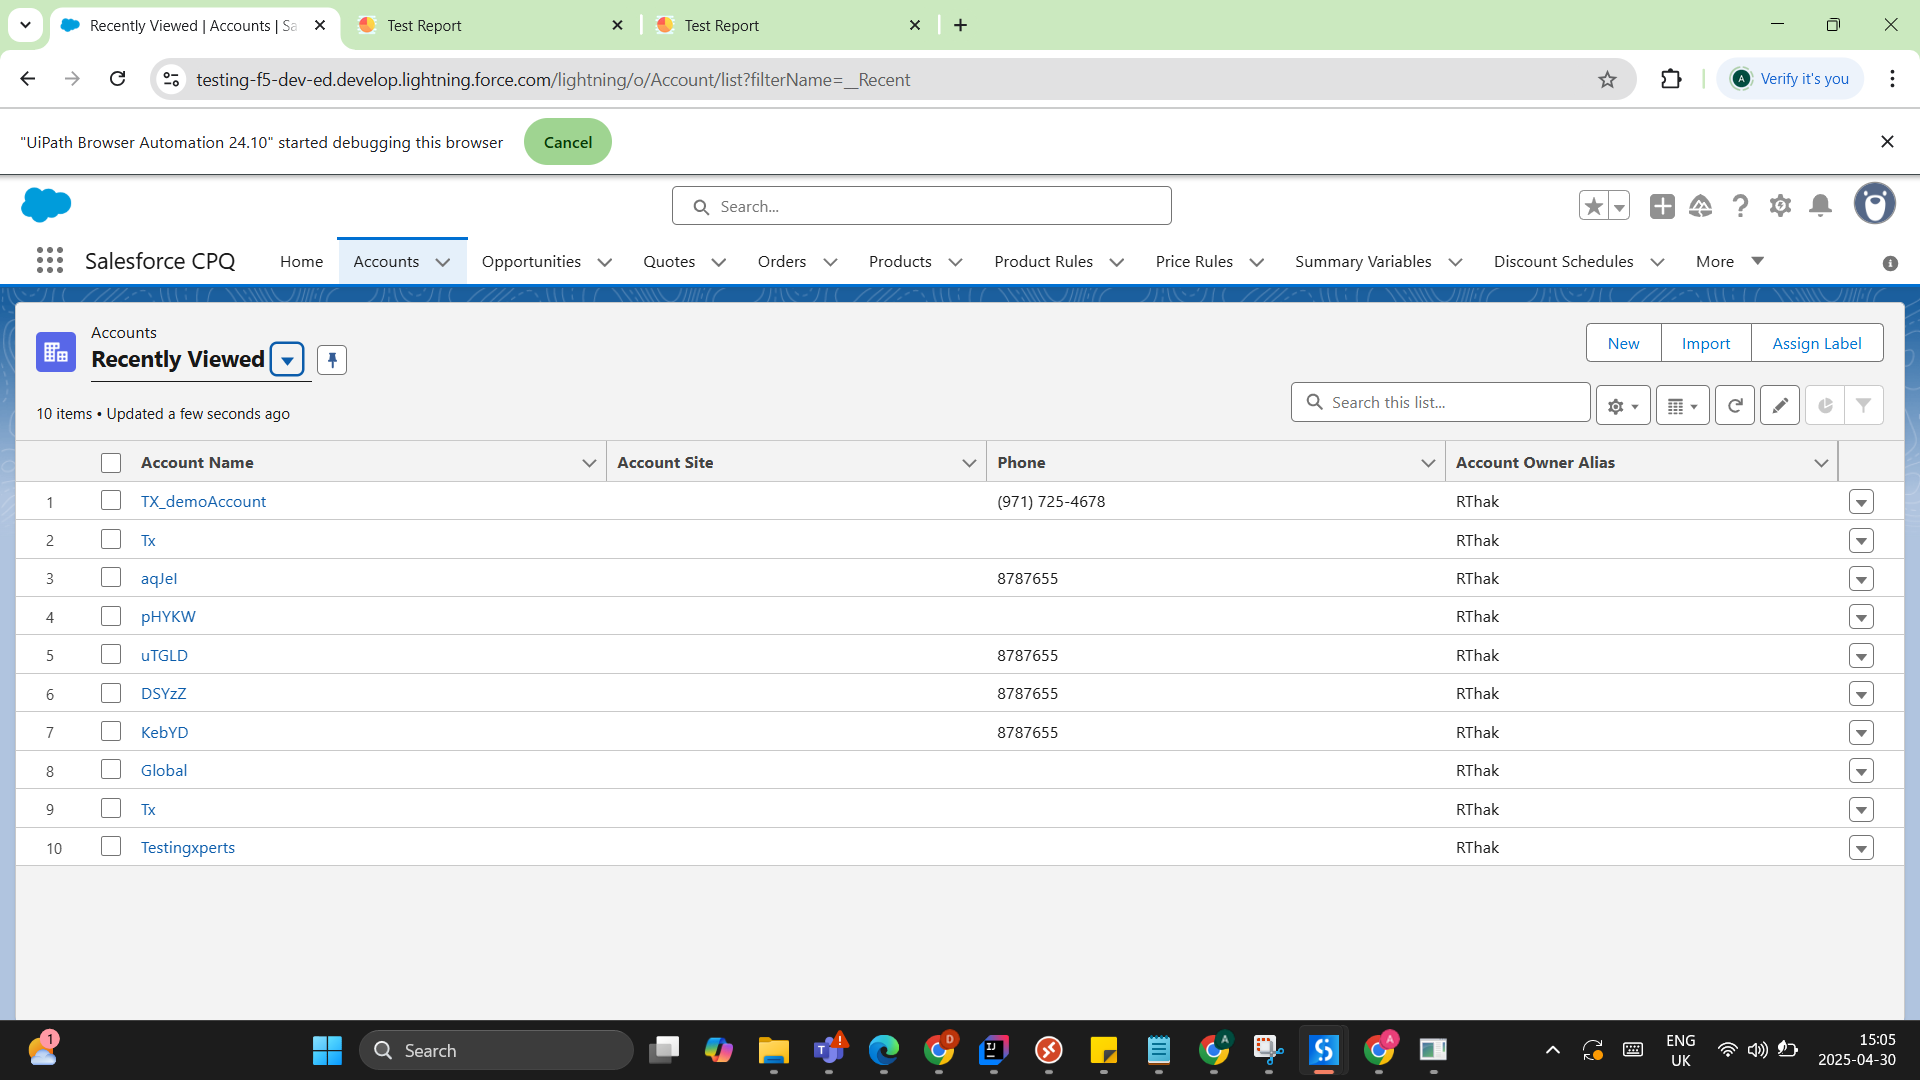 Recently Viewed | Accounts | Sa
Test Report
Test Report
testing-f5-dev-ed.develop.lightning.force.com/lightning/o/Account/list?filterName=__Recent
A
Verify it's you
"UiPath Browser Automation 24.10" started debugging this browser
Cancel
Search...
Salesforce CPQ
Home
Accounts
Opportunities
Quotes
Orders
Products
Product Rules
Price Rules
Summary Variables
Discount Schedules
More
Accounts
Recently Viewed
New
Import
Assign Label
10 items • Updated a few seconds ago
Search this list...
Account Name
Account Site
Phone
Account Owner Alias
1 TX_demoAccount (971) 725-4678 RThak
2 Tx RThak
3 aqJeI 8787655 RThak
4 pHYKW RThak
5 uTGLD 8787655 RThak
6 DSYzZ 8787655 RThak
7 KebYD 8787655 RThak
8 Global RThak
9 Tx RThak
10 Testingxperts RThak
1
Search
D
A
A
ENG
UK
15:05
2025-04-30